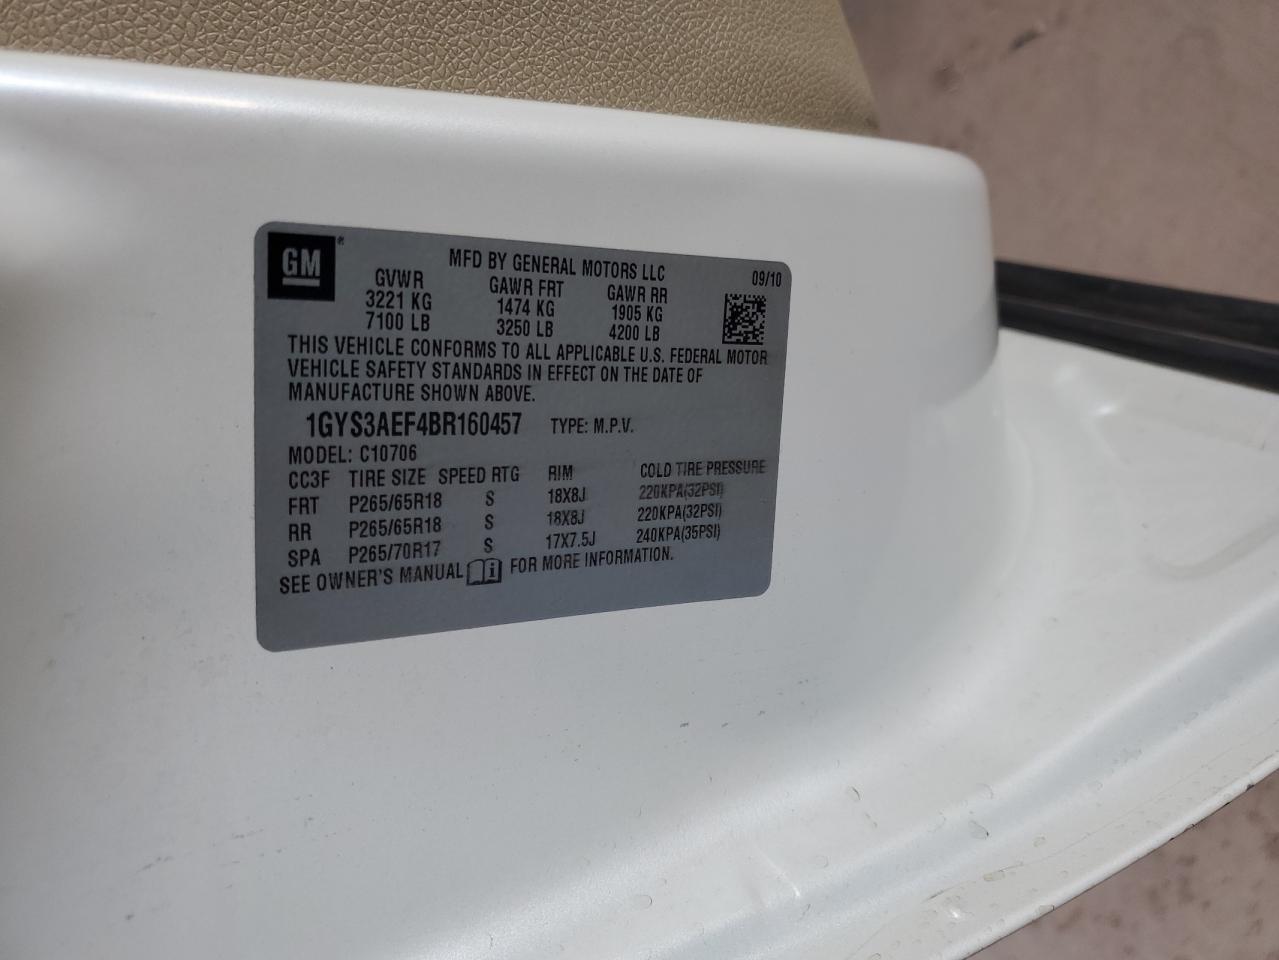 GM®
MFD BY GENERAL MOTORS LLC 09/10
GVWR GAWR FRT GAWR RR
3221 KG 1474 KG 1905 KG
7100 LB 3250 LB 4200 LB
THIS VEHICLE CONFORMS TO ALL APPLICABLE U.S. FEDERAL MOTOR
VEHICLE SAFETY STANDARDS IN EFFECT ON THE DATE OF
MANUFACTURE SHOWN ABOVE.
1GYS3AEF4BR160457 TYPE: M.P.V.
MODEL: C10706
CC3F TIRE SIZE SPEED RTG RIM COLD TIRE PRESSURE
FRT P265/65R18 S 18X8J 220KPA(32PSI)
RR P265/65R18 S 18X8J 220KPA(32PSI)
SPA P265/70R17 S 17X7.5J 240KPA(35PSI)
SEE OWNER'S MANUAL i FOR MORE INFORMATION.